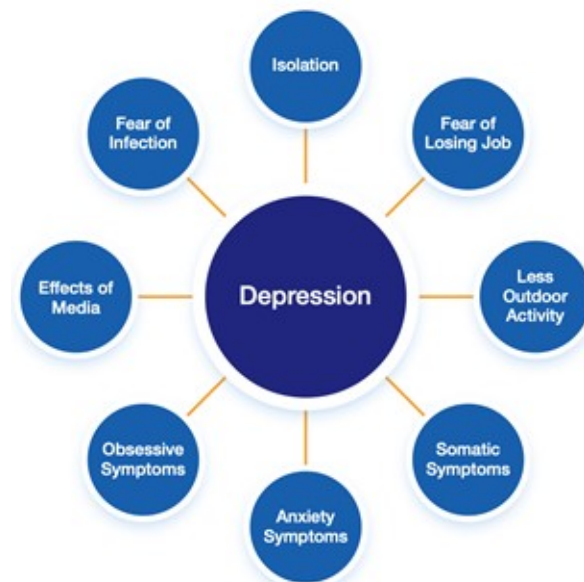 Isolation
Fear of
Infection
Fear of
Losing Job
Effects of
Media
Depression
Less
Outdoor
Activity
Obsessive
Symptoms
Somatic
Symptoms
Anxiety
Symptoms